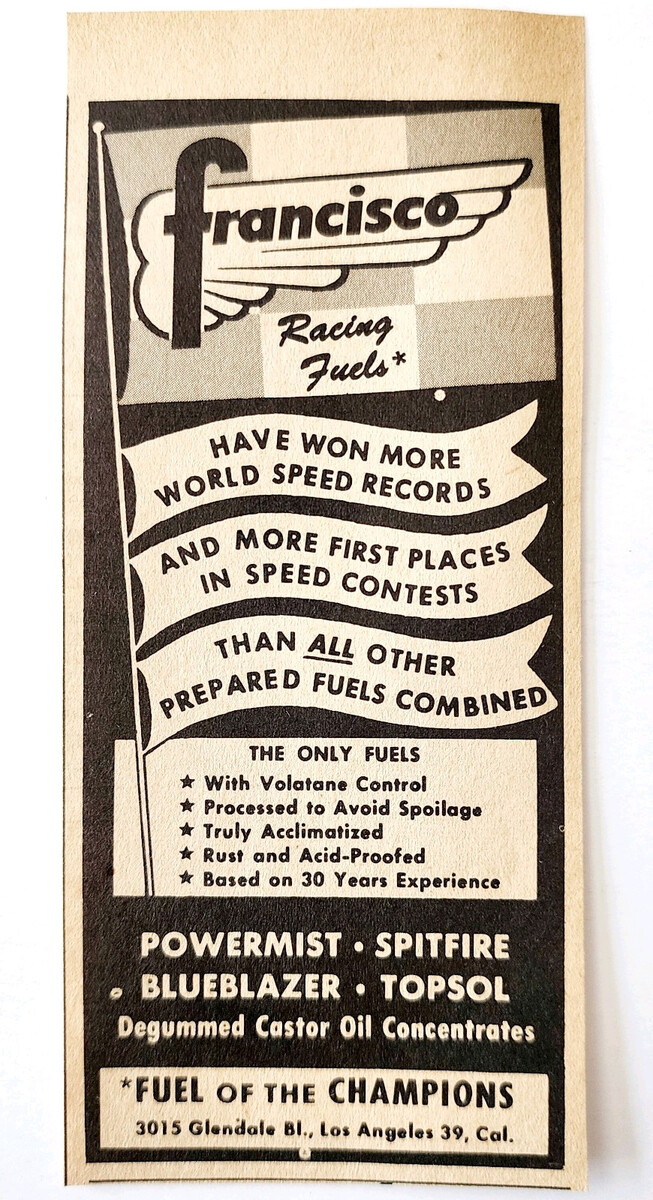 francisco
Racing
Fuels*
HAVE WON MORE
WORLD SPEED RECORDS
AND MORE FIRST PLACES
IN SPEED CONTESTS
THAN ALL OTHER
PREPARED FUELS COMBINED
THE ONLY FUELS
★ With Volatane Control
★ Processed to Avoid Spoilage
★ Truly Acclimatized
★ Rust and Acid-Proofed
★ Based on 30 Years Experience
POWERMIST • SPITFIRE
BLUEBLAZER • TOPSOL
Degummed Castor Oil Concentrates
*FUEL OF THE CHAMPIONS
3015 Glendale Bl., Los Angeles 39, Cal.